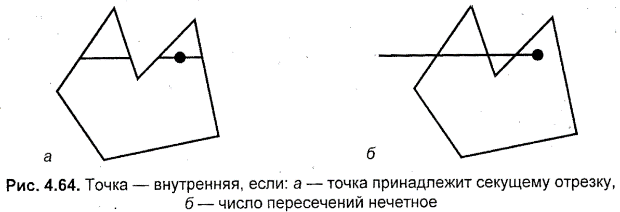 а
б
Рис. 4.64. Точка — внутренняя, если: а — точка принадлежит секущему отрезку,
б — число пересечений нечетное